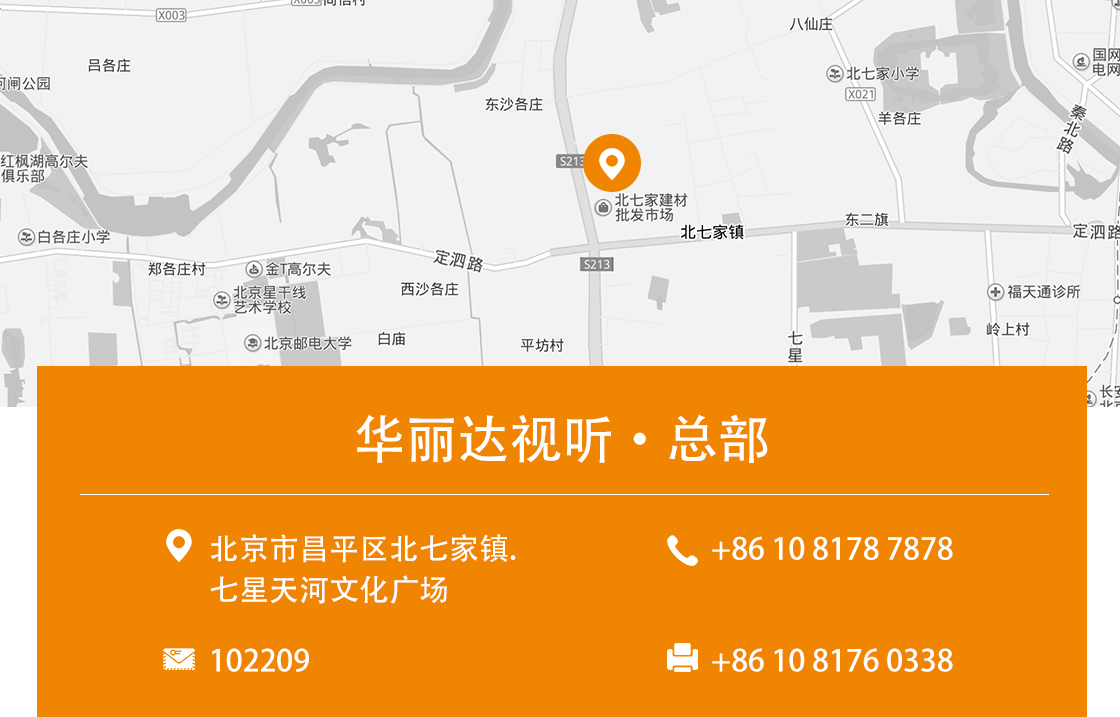 X003
吕各庄
八仙庄
国网
电网
河闸公园
北七家小学
X021
东沙各庄
羊各庄
秦北路
红枫湖高尔夫
俱乐部
S213
北七家建材
批发市场
东二旗
北七家镇
定泗路
白各庄小学
定泗路
郑各庄村
金T高尔夫
S213
西沙各庄
北京星干线
艺术学校
福天通诊所
岭上村
北京邮电大学
白庙
平坊村
七星
长安
华丽达视听·总部
北京市昌平区北七家镇.
七星天河文化广场
+86 10 8178 7878
102209
+86 10 8176 0338